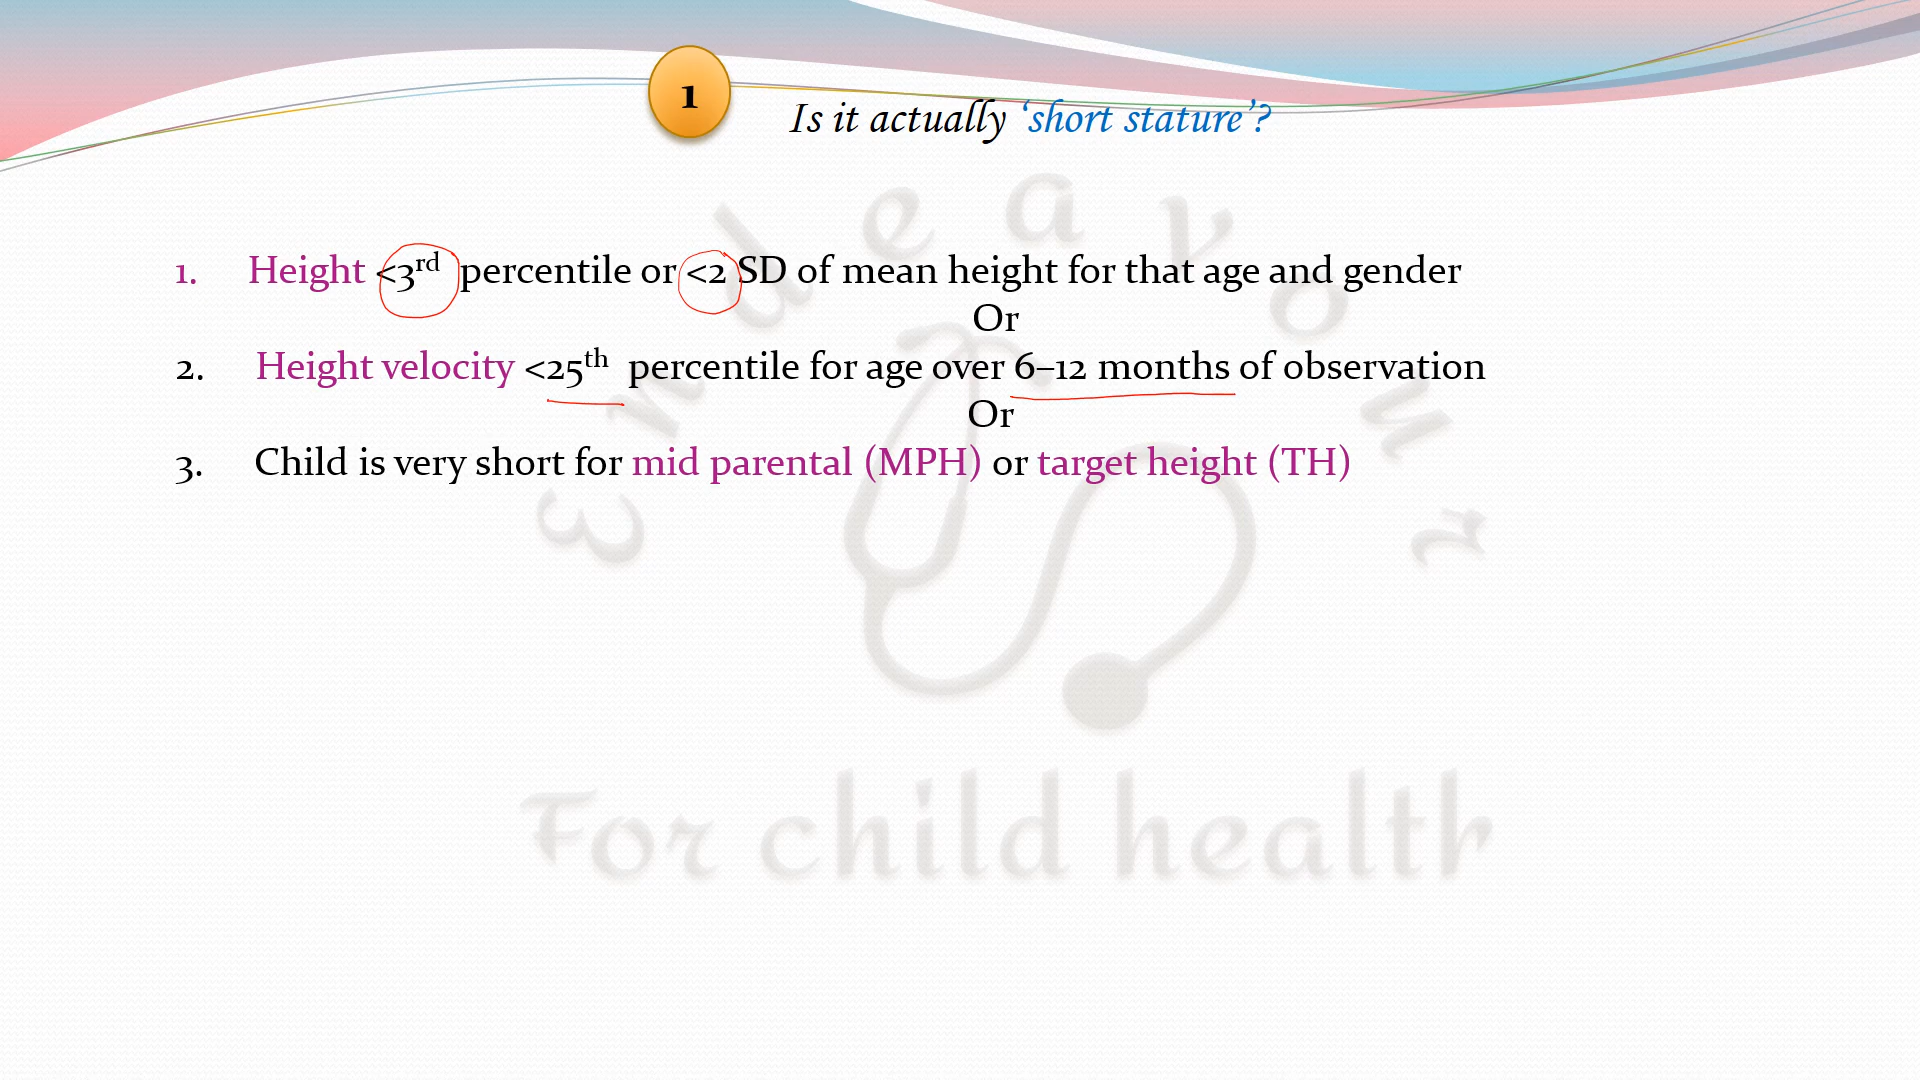 1
Is it actually ‘short stature’?
1. Height <3rd percentile or <2 SD of mean height for that age and gender
Or
2. Height velocity <25th percentile for age over 6–12 months of observation
Or
3. Child is very short for mid parental (MPH) or target height (TH)
Endeavour
For child health